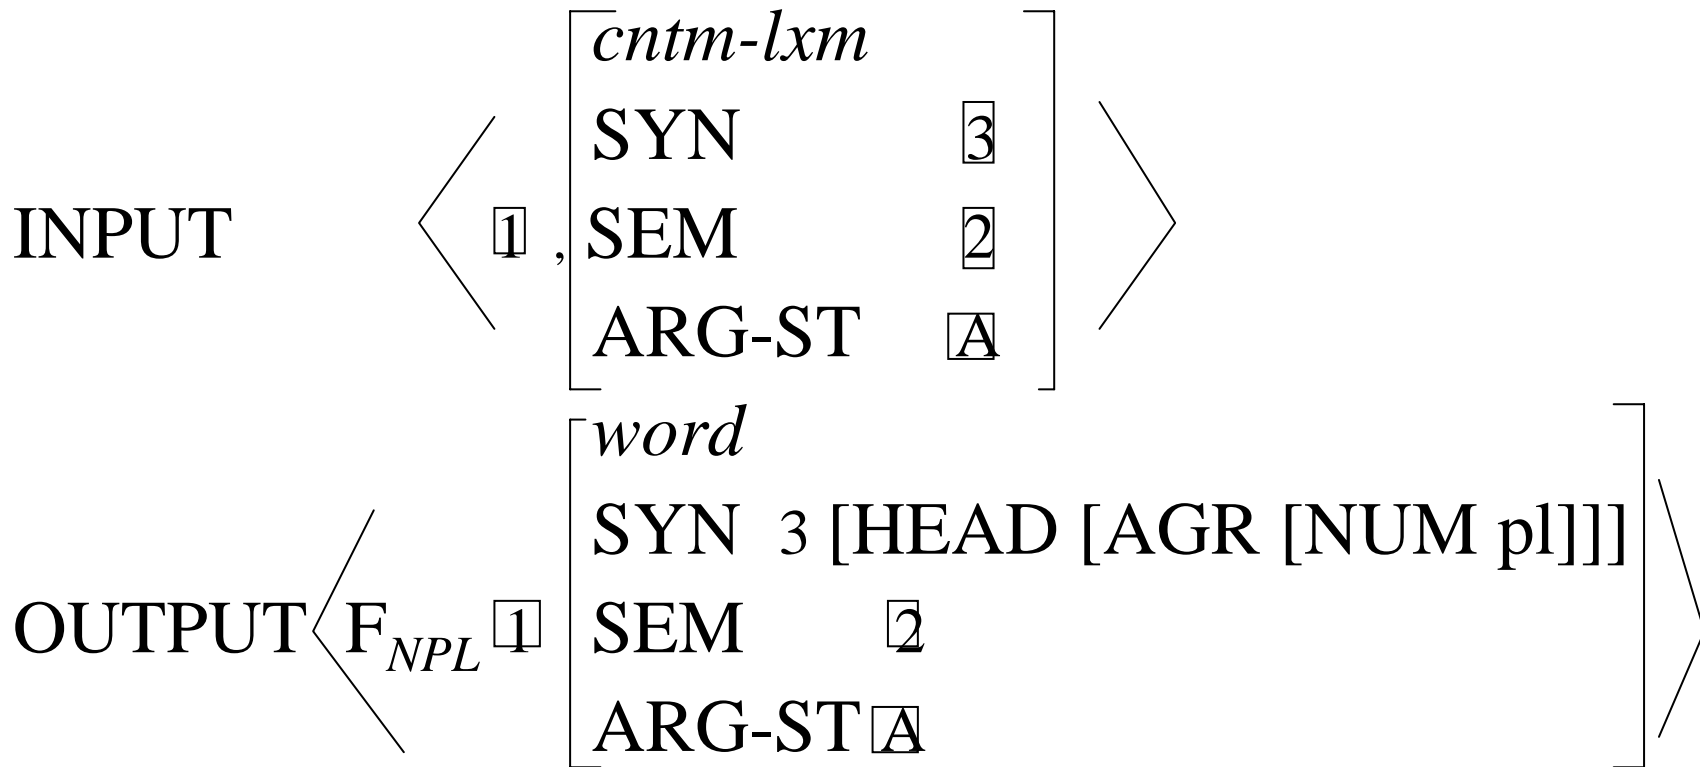 cntm-lxm
SYN 3
INPUT 1 , SEM 2
ARG-ST A
word
SYN 3 [HEAD [AGR [NUM pl]]]
OUTPUT F_NPL 1 SEM 2
ARG-ST A